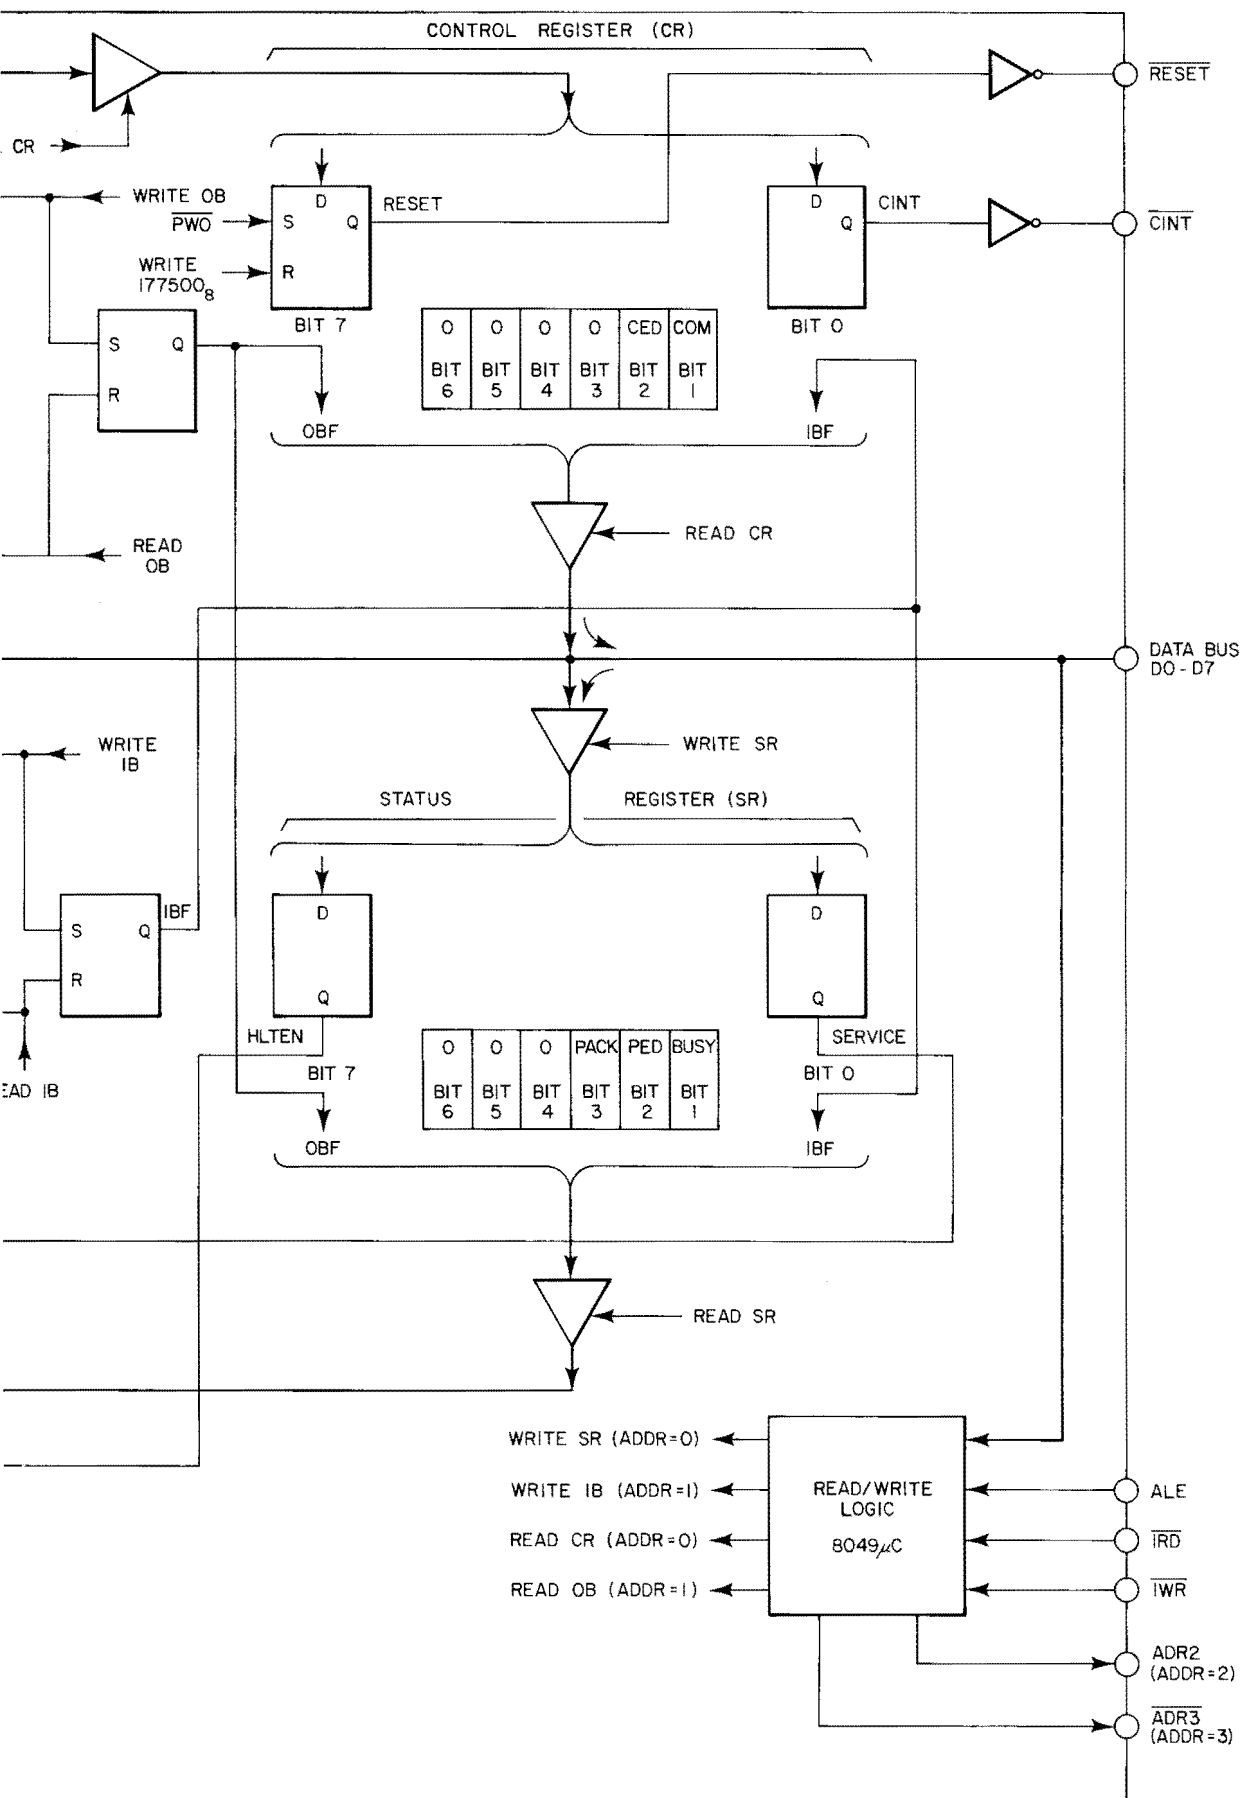 CONTROL REGISTER (CR)
RESET
CR
WRITE OB
D
RESET
D
CINT
PWO
S
Q
Q
CINT
WRITE
177500₈
R
BIT 7
BIT 0
0 0 0 0 CED COM
BIT BIT BIT BIT BIT BIT
6 5 4 3 2 1
S
Q
R
OBF
IBF
READ CR
READ
OB
DATA BUS
D0-D7
WRITE
IB
WRITE SR
STATUS REGISTER (SR)
IBF
D
D
S
Q
R
Q
Q
HLTEN
SERVICE
BIT 7
BIT 0
0 0 0 PACK PED BUSY
BIT BIT BIT BIT BIT BIT
6 5 4 3 2 1
EAD IB
OBF
IBF
READ SR
WRITE SR (ADDR=0)
WRITE IB (ADDR=1)
READ CR (ADDR=0)
READ OB (ADDR=1)
READ/WRITE
LOGIC
8049μC
ALE
IRD
IWR
ADR2
(ADDR=2)
ADR3
(ADDR=3)